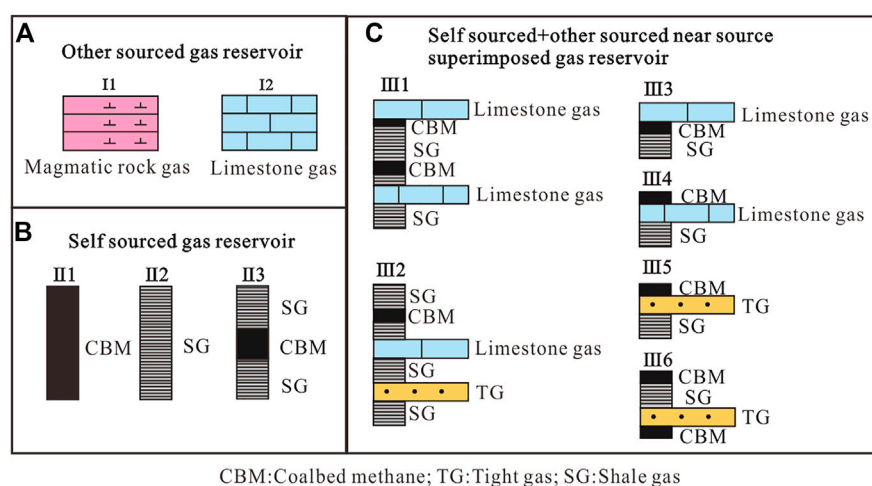 A
Other sourced gas reservoir
I1
I2
Magmatic rock gas
Limestone gas
B
Self sourced gas reservoir
II1
II2
II3
CBM
SG
SG
CBM
SG
C
Self sourced+other sourced near source
superimposed gas reservoir
III1
Limestone gas
CBM
SG
CBM
Limestone gas
SG
III2
SG
CBM
Limestone gas
SG
TG
SG
III3
Limestone gas
CBM
SG
III4
CBM
Limestone gas
SG
III5
CBM
TG
SG
III6
CBM
SG
TG
CBM
CBM:Coalbed methane; TG:Tight gas; SG:Shale gas